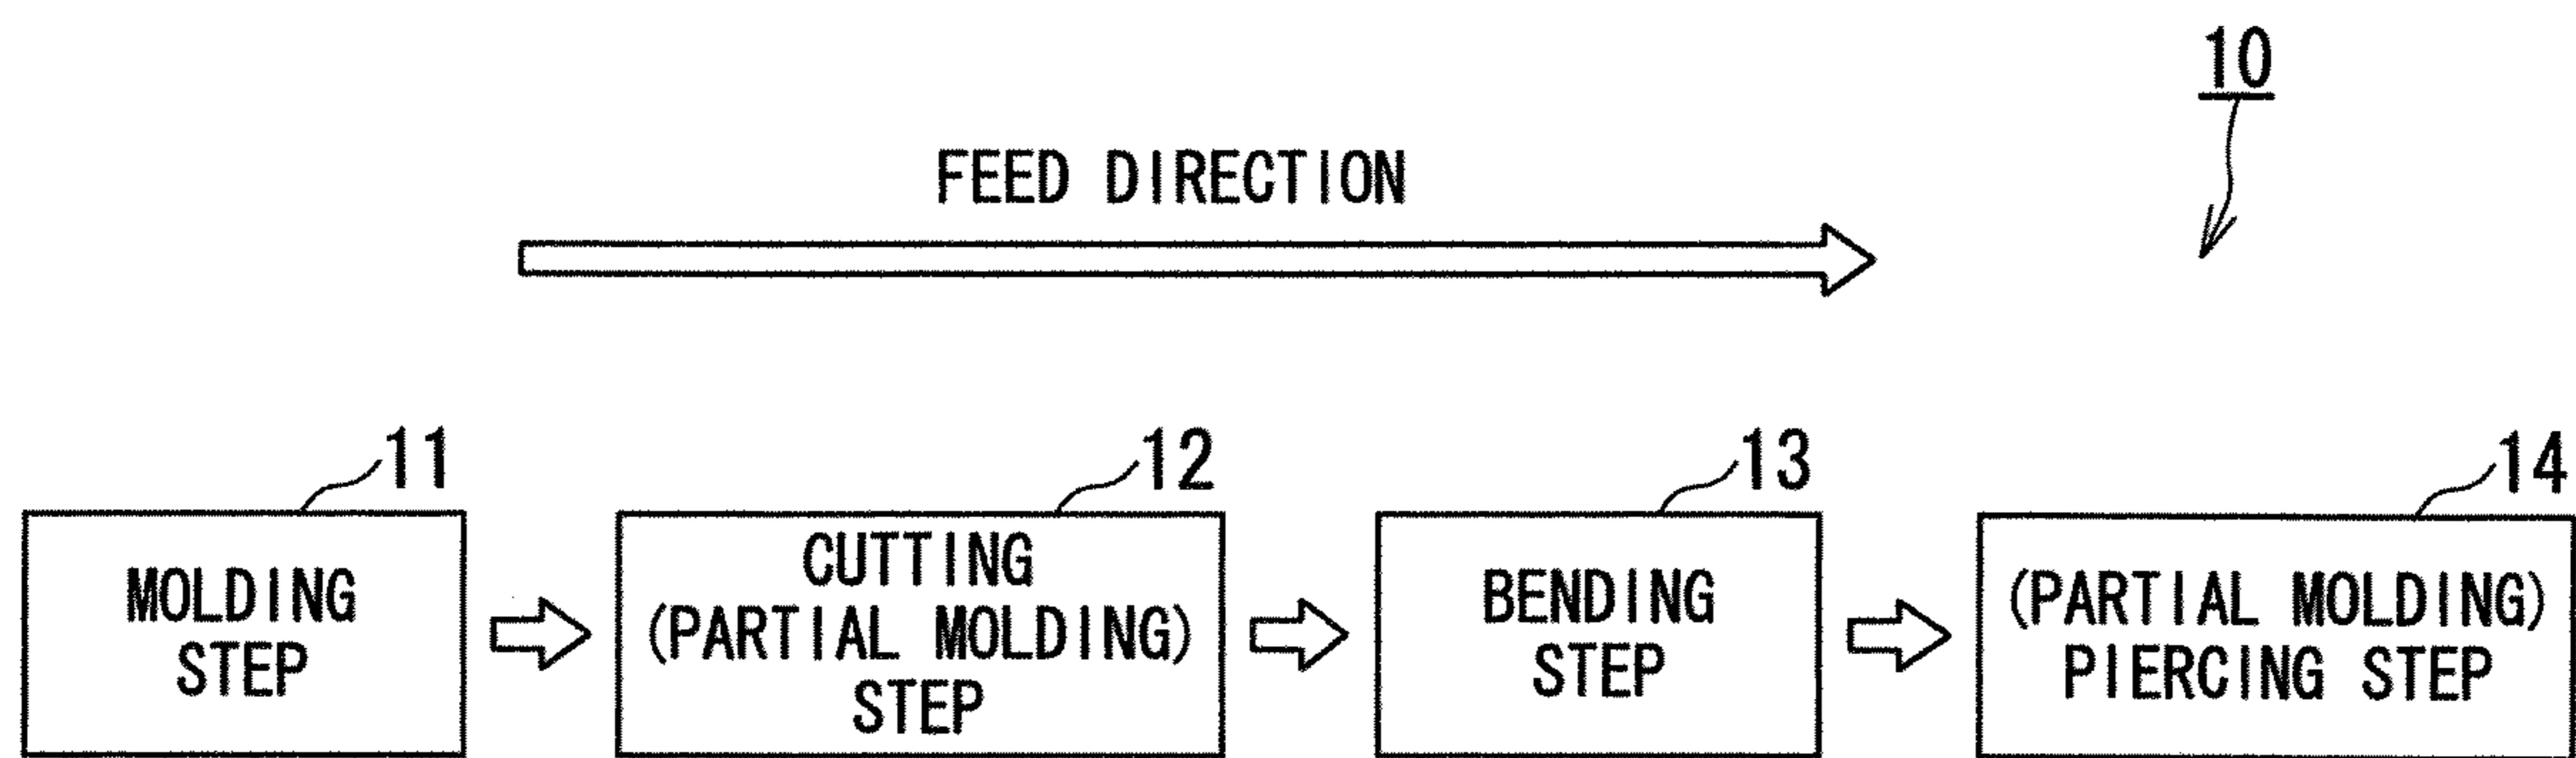 10
FEED DIRECTION
11
12
13
14
MOLDING
STEP
CUTTING
(PARTIAL MOLDING)
STEP
BENDING
STEP
(PARTIAL MOLDING)
PIERCING STEP